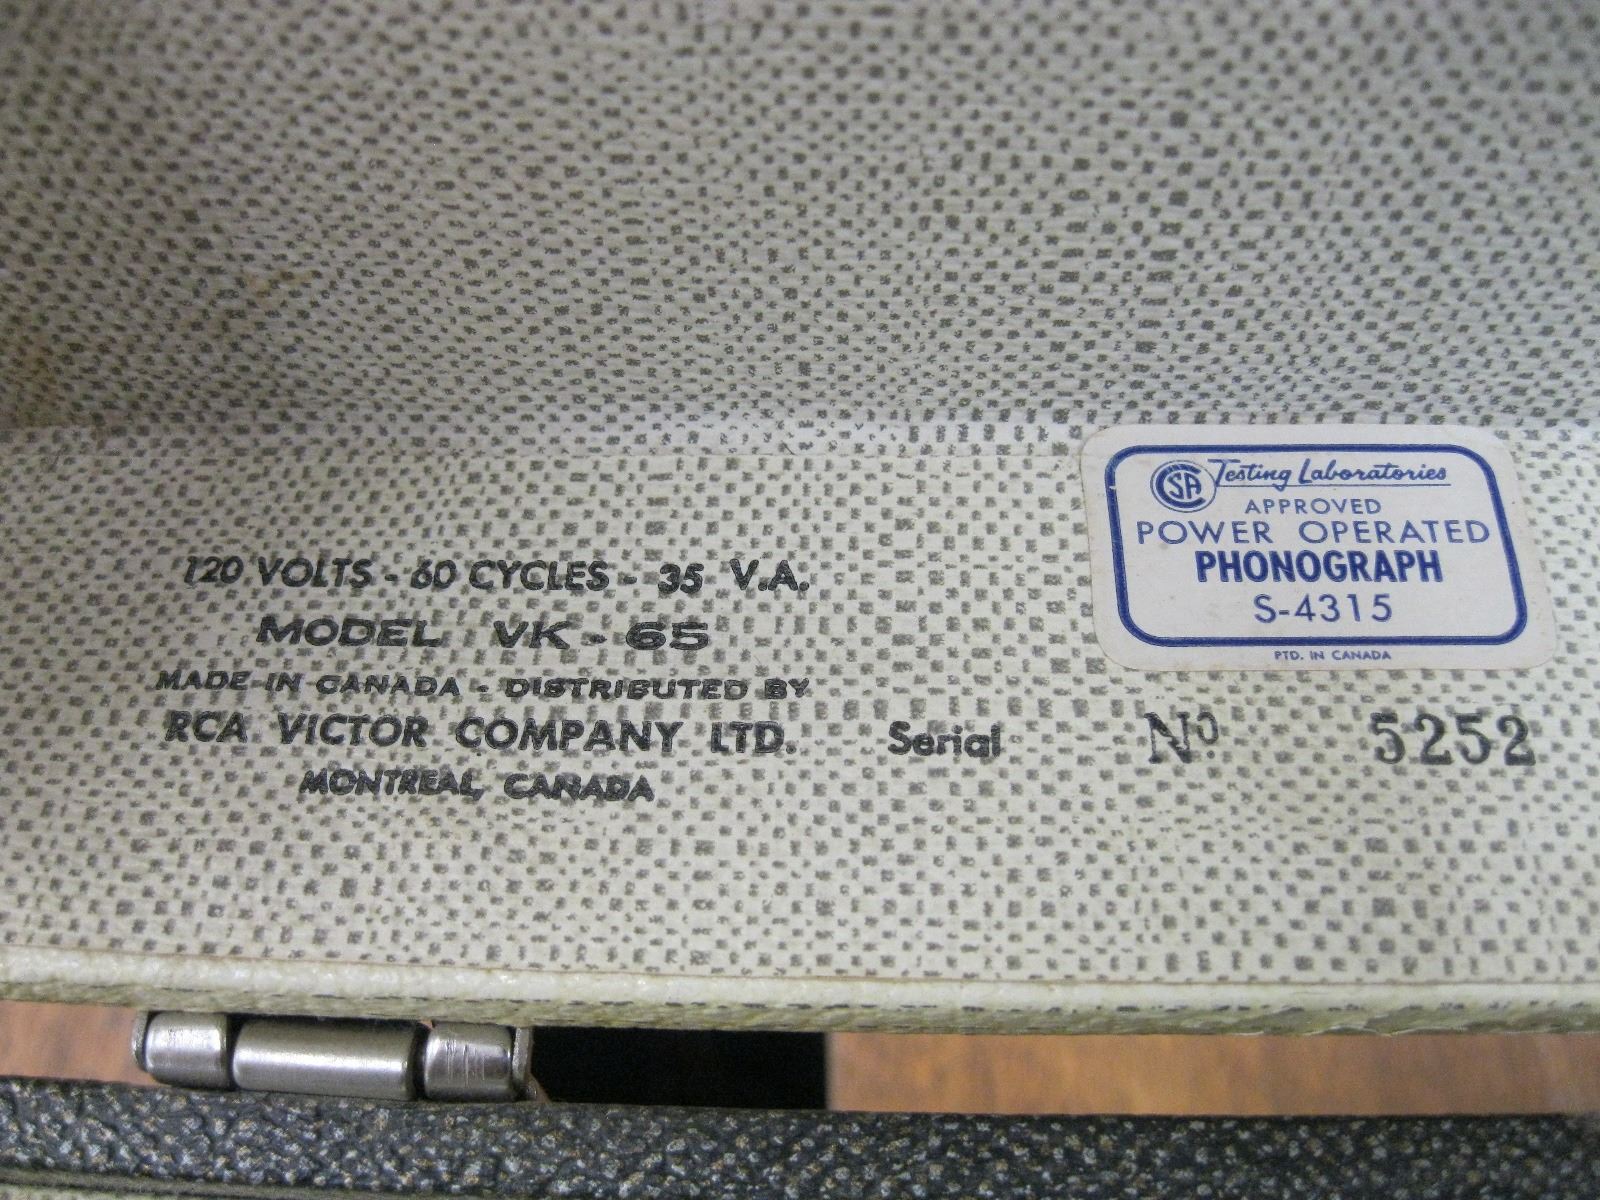 120 VOLTS - 60 CYCLES - 35 V.A.
MODEL VK - 65
MADE IN CANADA - DISTRIBUTED BY
RCA VICTOR COMPANY LTD.
MONTREAL, CANADA
Serial No 5252
CSA Testing Laboratories
APPROVED
POWER OPERATED
PHONOGRAPH
S-4315
PTD. IN CANADA